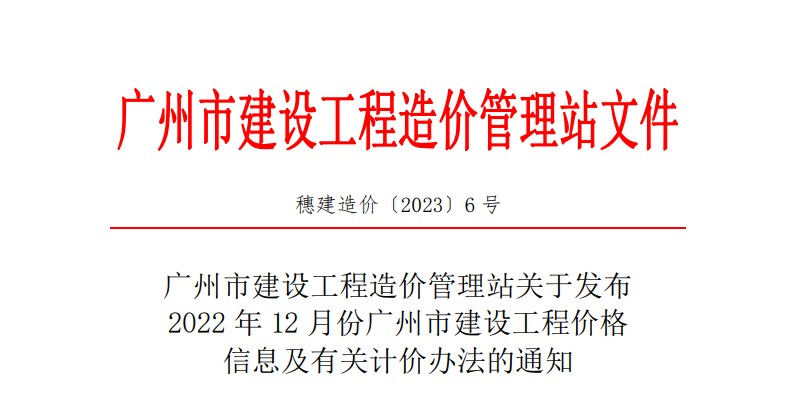 广州市建设工程造价管理站文件
穗建造价〔2023〕6 号
广州市建设工程造价管理站关于发布
2022 年 12 月份广州市建设工程价格
信息及有关计价办法的通知